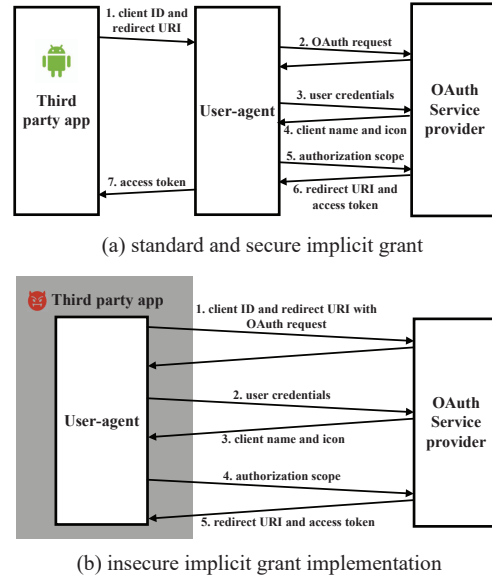 1. client ID and
redirect URI
2. OAuth request
Third
party app
User-agent
3. user credentials
OAuth
Service
provider
4. client name and icon
5. authorization scope
7. access token
6. redirect URI and
access token
(a) standard and secure implicit grant
Third party app
1. client ID and redirect URI with
OAuth request
User-agent
2. user credentials
OAuth
Service
provider
3. client name and icon
4. authorization scope
5. redirect URI and access token
(b) insecure implicit grant implementation